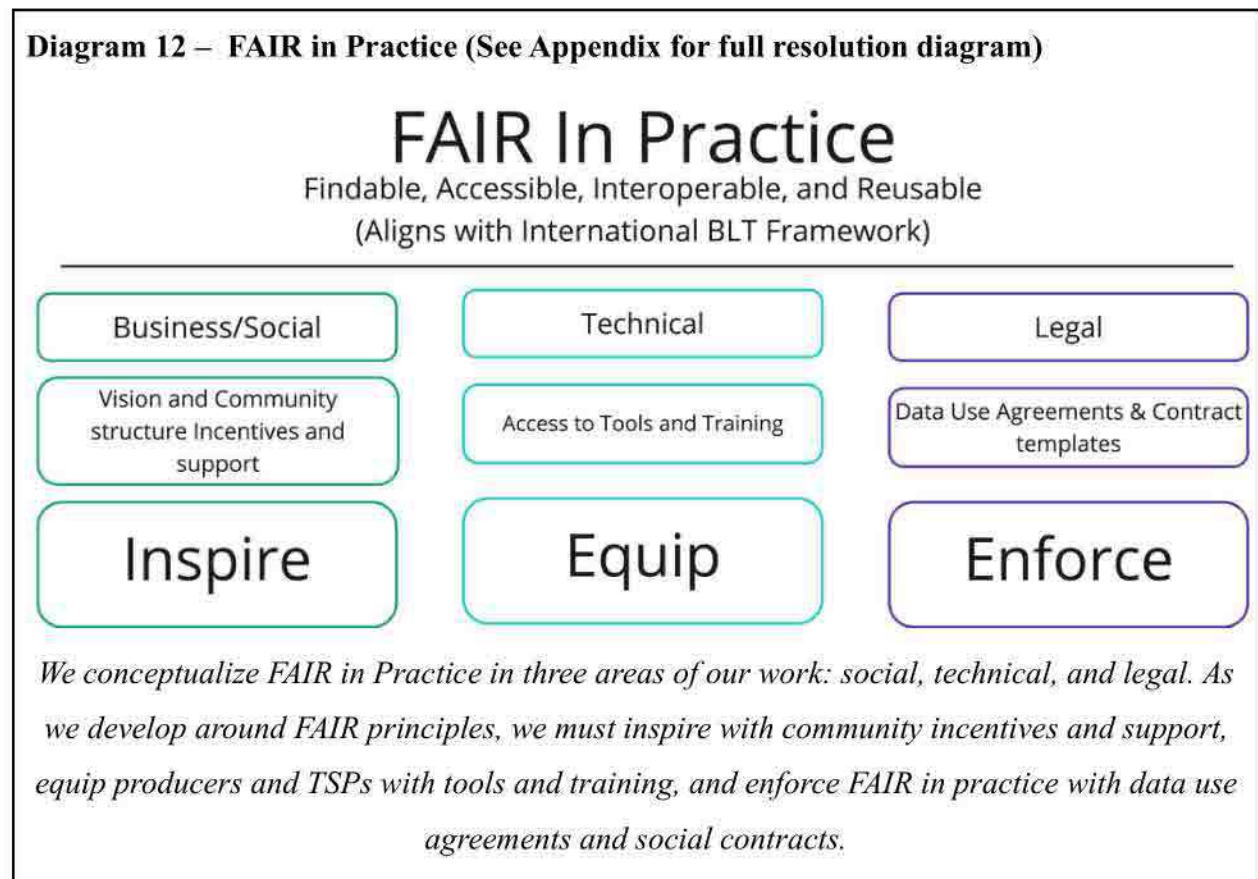 Diagram 12 – FAIR in Practice (See Appendix for full resolution diagram)
FAIR In Practice
Findable, Accessible, Interoperable, and Reusable
(Aligns with International BLT Framework)
Business/Social
Technical
Legal
Vision and Community
structure Incentives and
support
Access to Tools and Training
Data Use Agreements & Contract
templates
Inspire
Equip
Enforce
We conceptualize FAIR in Practice in three areas of our work: social, technical, and legal. As
we develop around FAIR principles, we must inspire with community incentives and support,
equip producers and TSPs with tools and training, and enforce FAIR in practice with data use
agreements and social contracts.